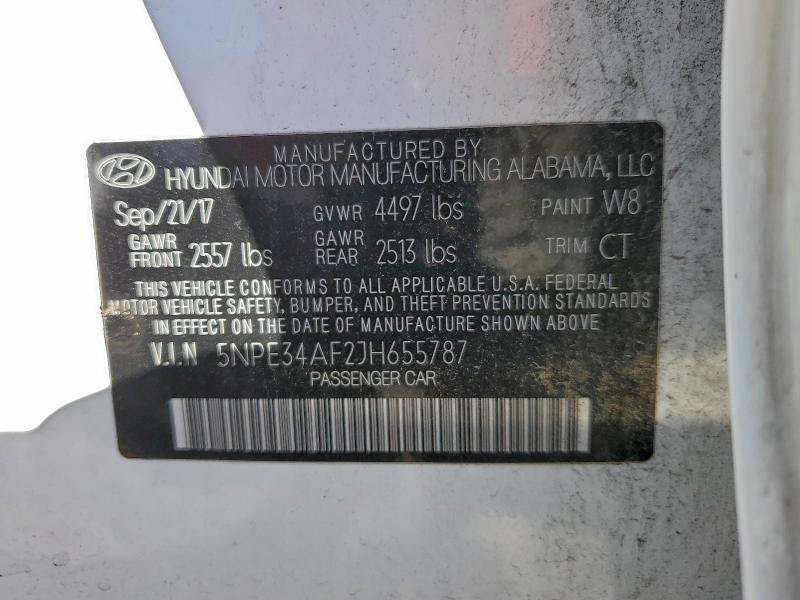 MANUFACTURED BY
HYUNDAI MOTOR MANUFACTURING ALABAMA, LLC
Sep/21/17 GVWR 4497 lbs PAINT W8
GAWR FRONT 2557 lbs GAWR REAR 2513 lbs TRIM CT
THIS VEHICLE CONFORMS TO ALL APPLICABLE U.S.A. FEDERAL
MOTOR VEHICLE SAFETY, BUMPER, AND THEFT PREVENTION STANDARDS
IN EFFECT ON THE DATE OF MANUFACTURE SHOWN ABOVE
V.I.N 5NPE34AF2JH655787
PASSENGER CAR